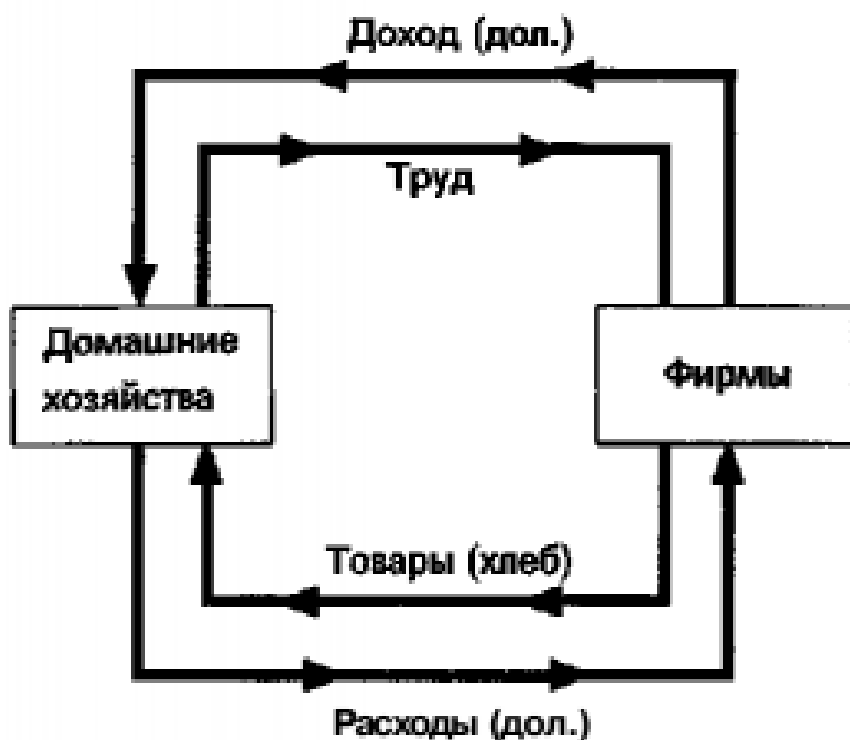 Доход (дол.)
Труд
Домашние
хозяйства
Фирмы
Товары (хлеб)
Расходы (дол.)